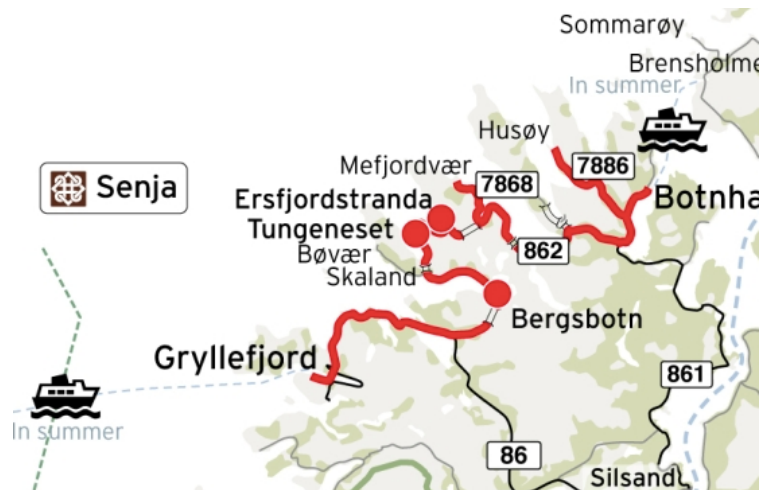 Sommarøy
Brensholme
In summer
Husøy
7886
Mefjordvær
7868
Senja
Ersfjordstranda
Botnha
Tungeneset
862
Bøvær
Skaland
Bergsbotn
Gryllefjord
861
In summer
86
Silsand